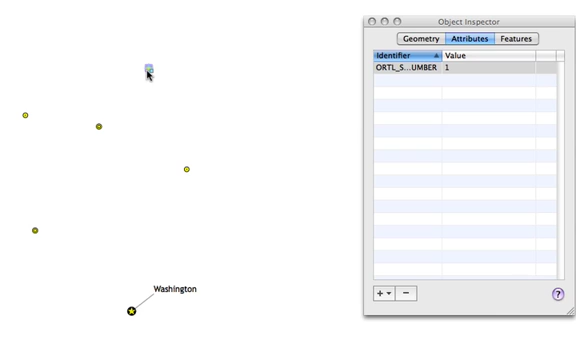 Object Inspector
Geometry Attributes Features
Identifier Value
ORTL_S...UMBER 1
Washington
+ −
?